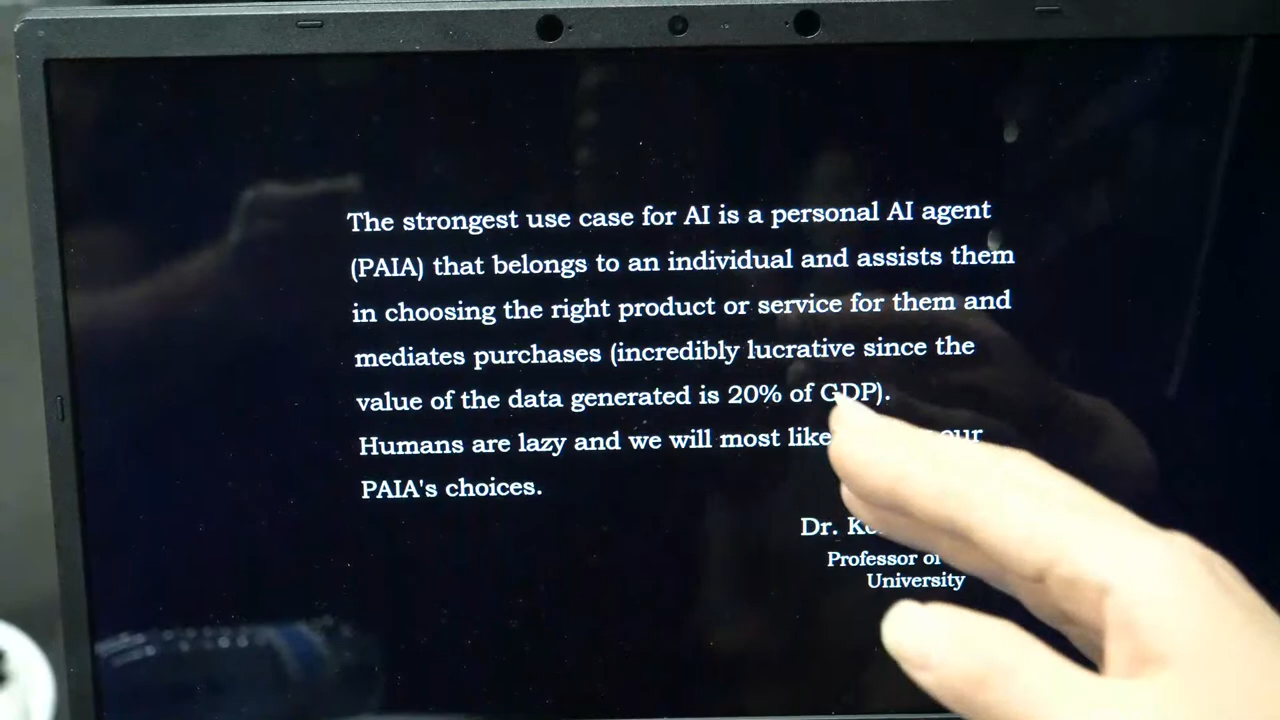 The strongest use case for AI is a personal AI agent
(PAIA) that belongs to an individual and assists them
in choosing the right product or service for them and
mediates purchases (incredibly lucrative since the
value of the data generated is 20% of GDP).
Humans are lazy and we will most
PAIA's choices.
Dr.
Professor
University